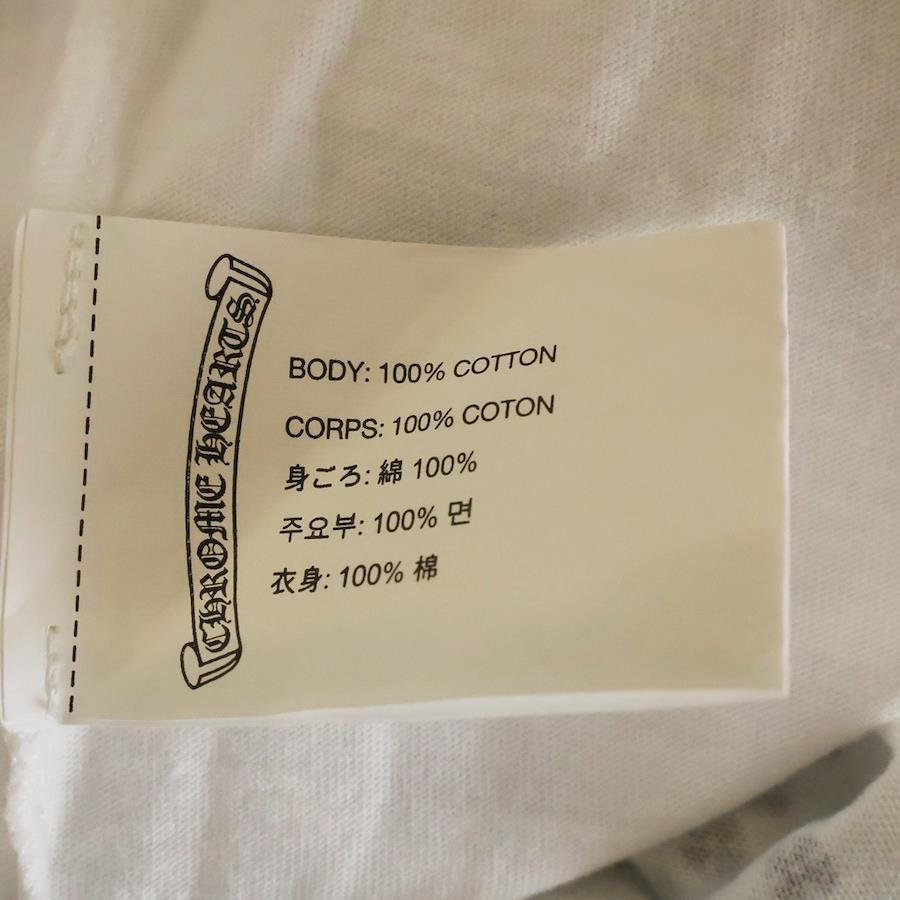 CHROME HEARTS
BODY: 100% COTTON
CORPS: 100% COTON
身ごろ: 綿 100%
주요부: 100% 면
衣身: 100% 棉